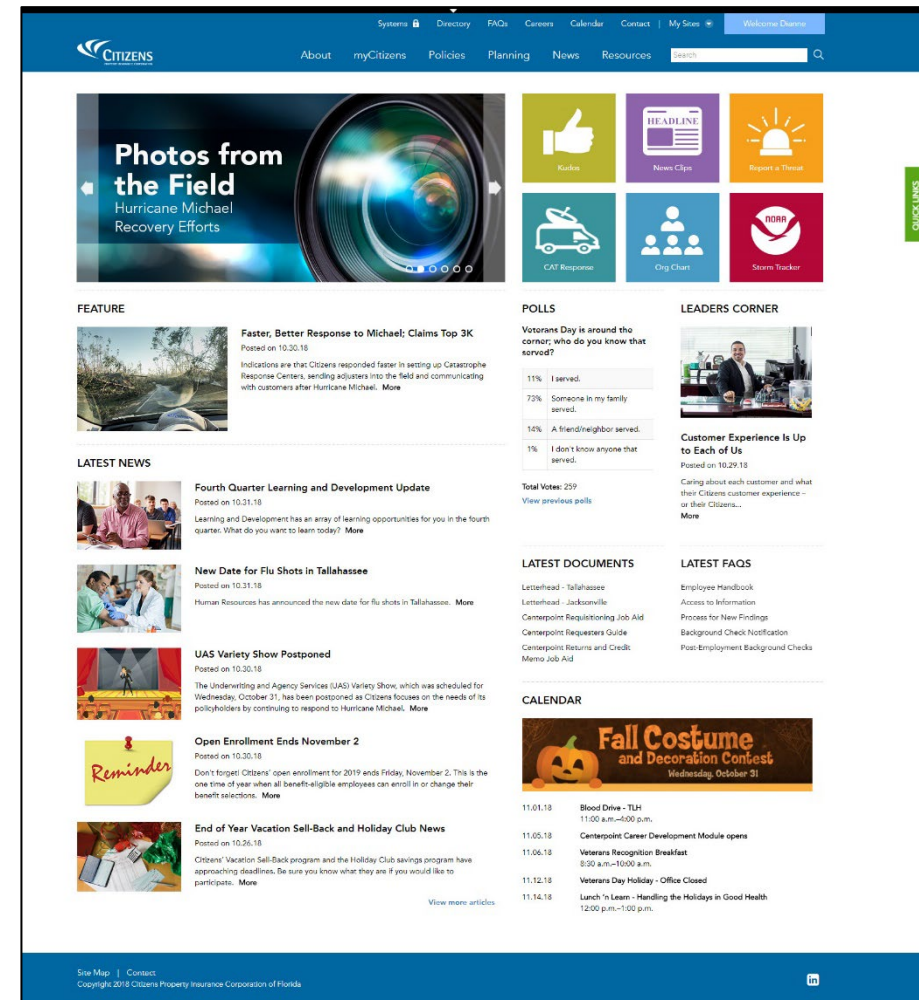 Systems Directory FAQs Careers Calendar Contact | My Sites Welcome Dianne
CITIZENS
About myCitizens Policies Planning News Resources Search
Photos from
the Field
Hurricane Michael
Recovery Efforts
Kudos
HEADLINE
News Clips
Report a Threat
CAT Response
Org Chart
NOAA
Storm Tracker
QUICK LINKS
FEATURE
Faster, Better Response to Michael; Claims Top 3K
Posted on 10.30.18
Indications are that Citizens responded faster in setting up Catastrophe
Response Centers, sending adjusters into the field and communicating
with customers after Hurricane Michael. More
LATEST NEWS
Fourth Quarter Learning and Development Update
Posted on 10.31.18
Learning and Development has an array of learning opportunities for you in the fourth
quarter. What do you want to learn today? More
New Date for Flu Shots in Tallahassee
Posted on 10.31.18
Human Resources has announced the new date for flu shots in Tallahassee. More
UAS Variety Show Postponed
Posted on 10.30.18
The Underwriting and Agency Services (UAS) Variety Show, which was scheduled for
Wednesday, October 31, has been postponed as Citizens focuses on the needs of its
policyholders by continuing to respond to Hurricane Michael. More
Reminder
Open Enrollment Ends November 2
Posted on 10.30.18
Don't forget! Citizens' open enrollment for 2019 ends Friday, November 2. This is the
one time of year when all benefit-eligible employees can enroll in or change their
benefit selections. More
End of Year Vacation Sell-Back and Holiday Club News
Posted on 10.26.18
Citizens' Vacation Sell-Back program and the Holiday Club savings program have
approaching deadlines. Be sure you know what they are if you would like to
participate. More
View more articles
POLLS
Veterans Day is around the
corner; who do you know that
served?
11% I served.
73% Someone in my family
served.
14% A friend/neighbor served.
1% I don't know anyone that
served.
Total Votes: 259
View previous polls
LEADERS CORNER
Customer Experience Is Up
to Each of Us
Posted on 10.29.18
Caring about each customer and what
their Citizens customer experience –
or their Citizens...
More
LATEST DOCUMENTS
Letterhead - Tallahassee
Letterhead - Jacksonville
Centerpoint Requisitioning Job Aid
Centerpoint Requesters Guide
Centerpoint Returns and Credit
Memo Job Aid
LATEST FAQS
Employee Handbook
Access to Information
Process for New Findings
Background Check Notification
Post-Employment Background Checks
CALENDAR
Fall Costume
and Decoration Contest
Wednesday, October 31
11.01.18 Blood Drive - TLH
11:00 a.m.–4:00 p.m.
11.05.18 Centerpoint Career Development Module opens
11.06.18 Veterans Recognition Breakfast
8:30 a.m.–10:00 a.m.
11.12.18 Veterans Day Holiday - Office Closed
11.14.18 Lunch 'n Learn - Handling the Holidays in Good Health
12:00 p.m.–1:00 p.m.
Site Map | Contact
Copyright 2018 Citizens Property Insurance Corporation of Florida
in